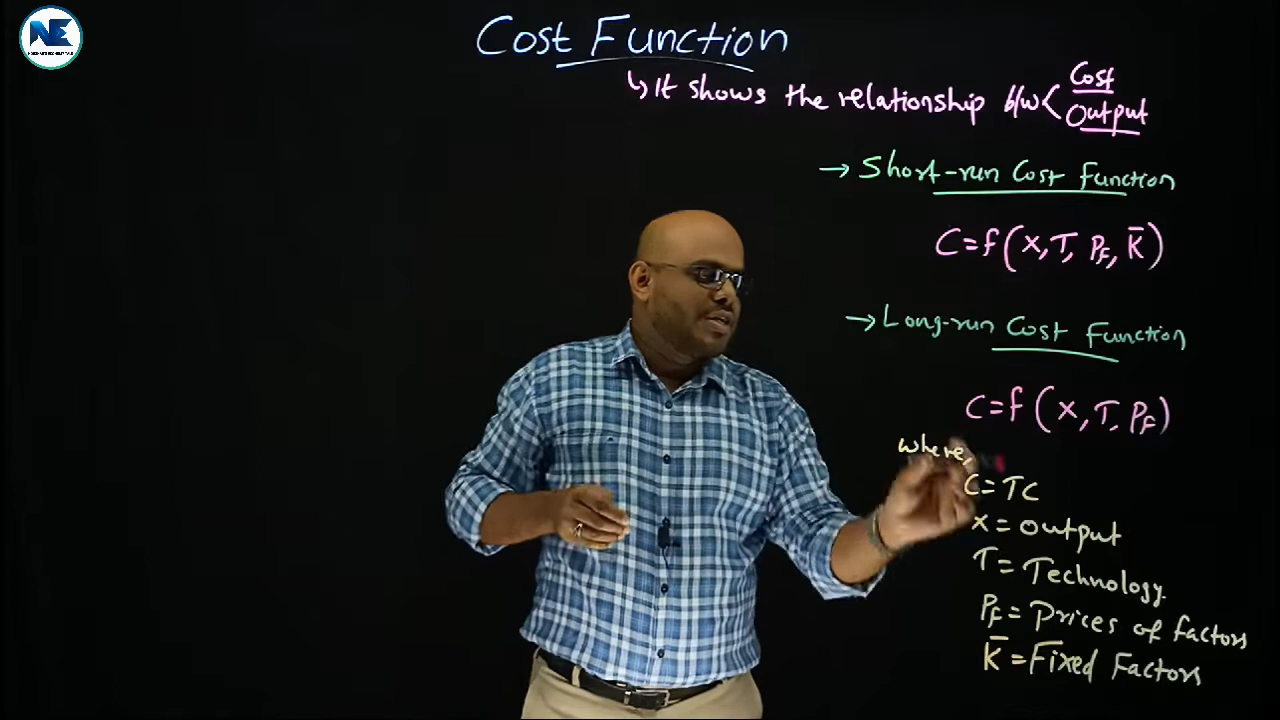 NE
Cost Function
↳ It shows the relationship b/w < Cost
Output
→ Short-run Cost Function
C=f(X,T,Pf,K̄)
→ Long-run Cost Function
C=f(X,T,Pf)
where,
C=TC
X=Output
T=Technology
Pf=Prices of factors
K̄=Fixed Factors